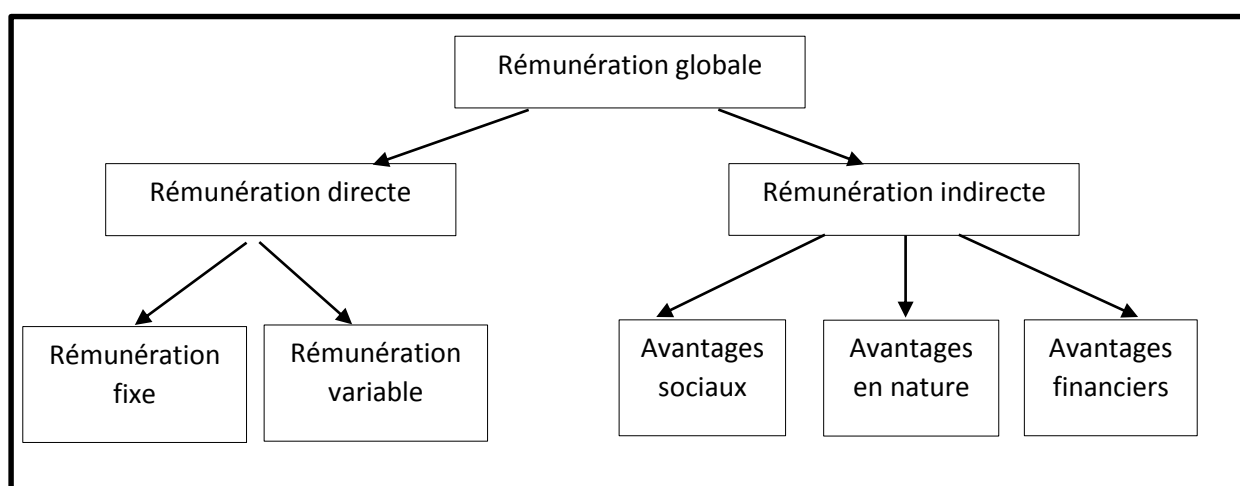 Rémunération globale
Rémunération directe
Rémunération indirecte
Rémunération
fixe
Rémunération
variable
Avantages
sociaux
Avantages
en nature
Avantages
financiers